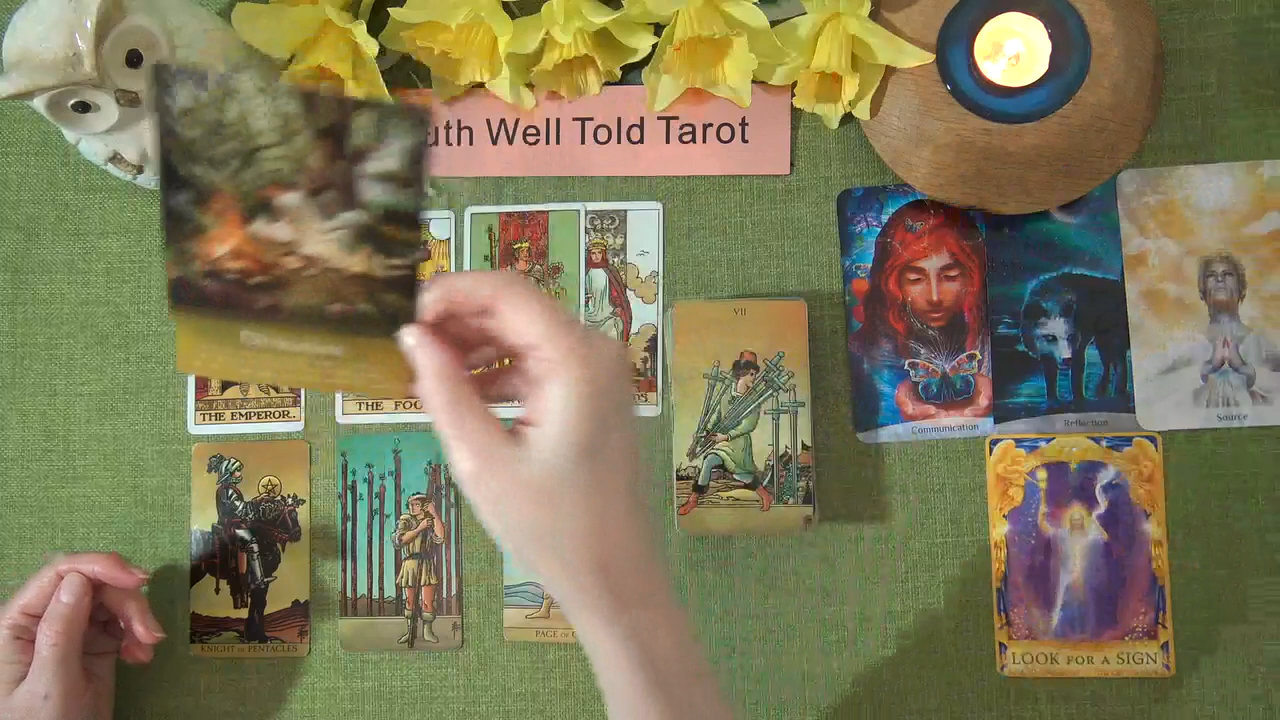 uth Well Told Tarot
VII
THE EMPEROR.
THE FOO
Communication
Reflection
Source
KNIGHT OF PENTACLES
PAGE OF
LOOK FOR A SIGN